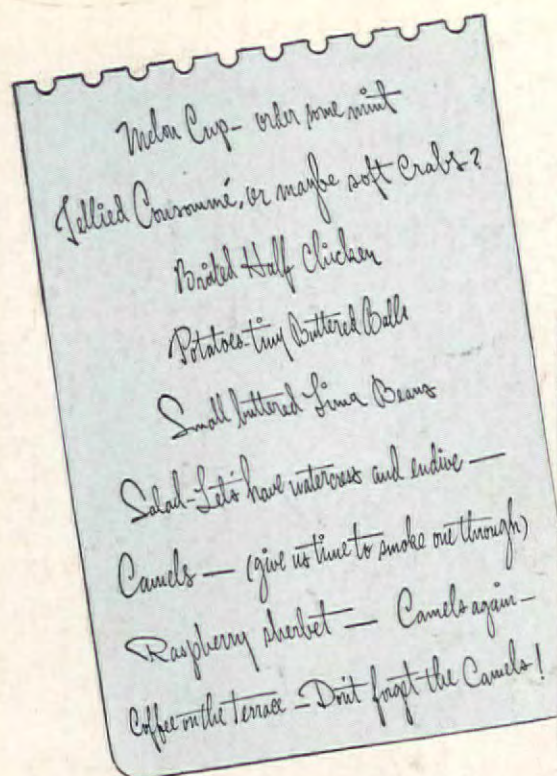 Melon Cup – order some mint
Jellied Consommé, or maybe soft crabs?
Broiled Half Chicken
Potatoes – tiny Buttered Balls
Small buttered Lima Beans
Salad – Let's have watercress and endive —
Camels — (give us time to smoke one through)
Raspberry sherbet — Camels again –
Coffee on the terrace – Don't forget the Camels!